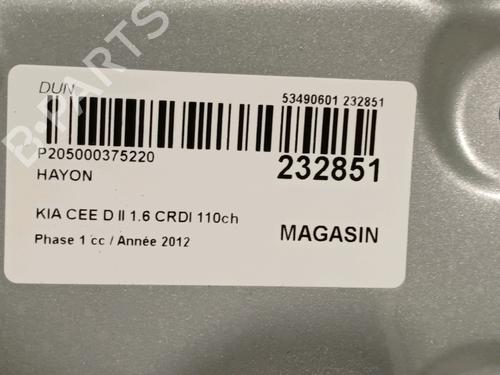 DUN
53490601 232851
P205000375220
232851
HAYON
KIA CEE D II 1.6 CRDI 110ch
MAGASIN
Phase 1 cc / Année 2012
B-PARTS